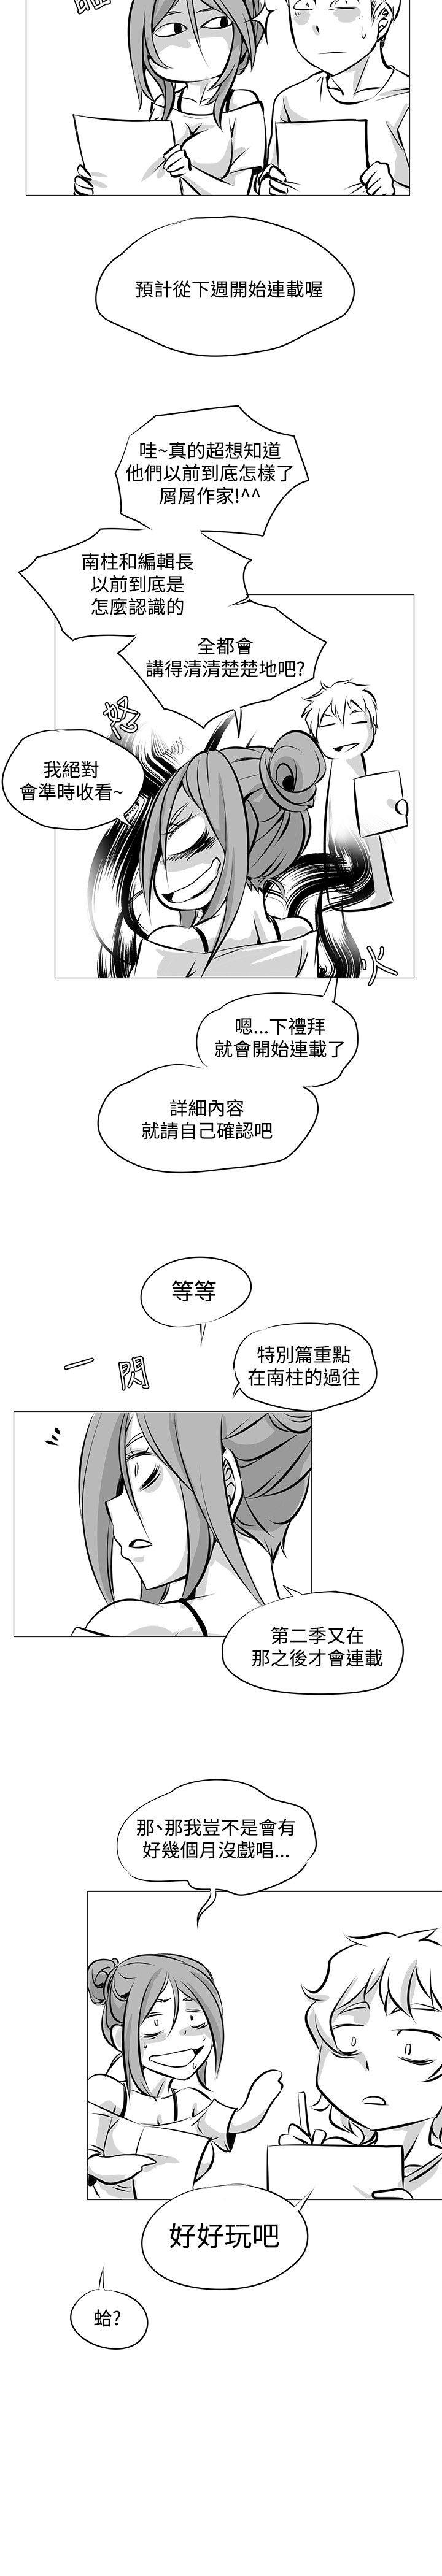 預計從下週開始連載喔
哇~真的超想知道
他們以前到底怎樣了
屑屑作家!^^
南柱和編輯長
以前到底是
怎麼認識的
全都會
講得清清楚楚地吧?
怒
我絕對
會準時收看~
火
嗯...下禮拜
就會開始連載了
詳細內容
就請自己確認吧
等等
一閃
特別篇重點
在南柱的過往
第二季又在
那之後才會連載
那、那我豈不是會有
好幾個月沒戲唱...
好好玩吧
蛤?